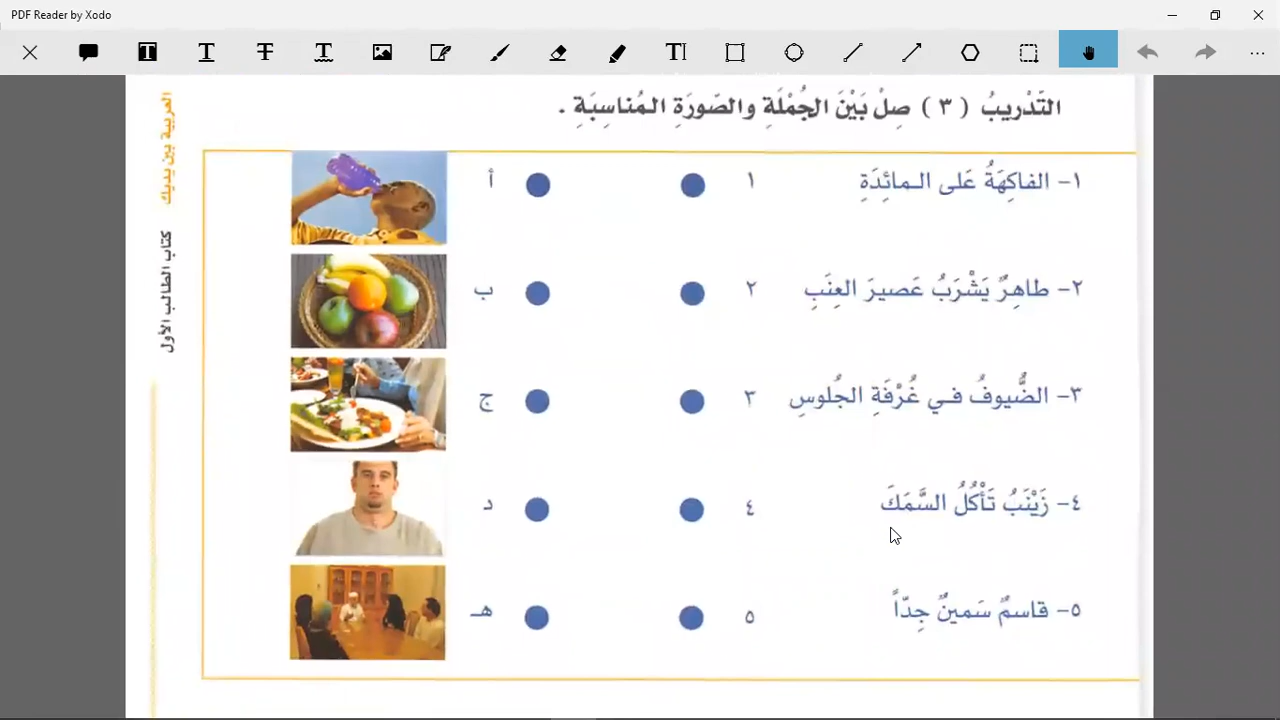 PDF Reader by Xodo
التّدْريبُ ( ٣ ) صِلْ بَيْنَ الجُمْلَةِ والصّورَةِ المُناسِبَةِ .
العربية بين يديك
كتاب الطالب الأول
١- الفاكِهَةُ عَلى المائِدَةِ
١
أ
٢- طاهِرٌ يَشْرَبُ عَصيرَ العِنَبِ
٢
ب
٣- الضُّيوفُ في غُرْفَةِ الجُلوسِ
٣
ج
٤- زَيْنَبُ تَأْكُلُ السَّمَكَ
٤
د
٥- قاسمٌ سَمينٌ جِدّاً
٥
هـ